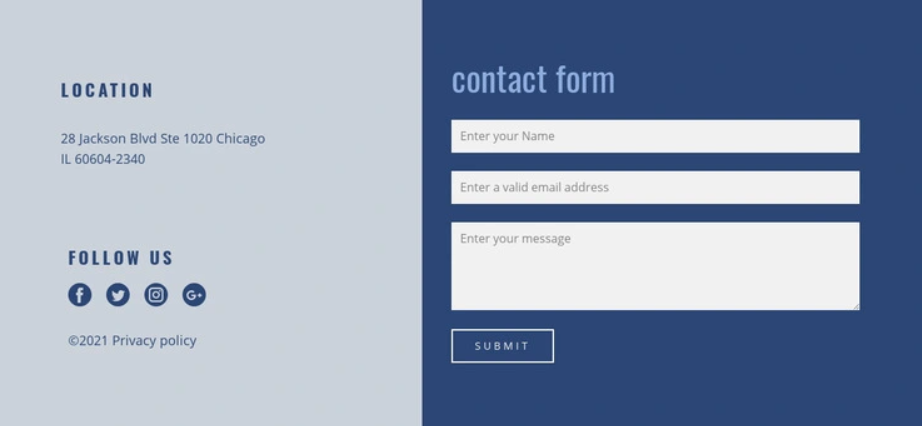 LOCATION
28 Jackson Blvd Ste 1020 Chicago
IL 60604-2340
FOLLOW US
©2021 Privacy policy
contact form
Enter your Name
Enter a valid email address
Enter your message
SUBMIT